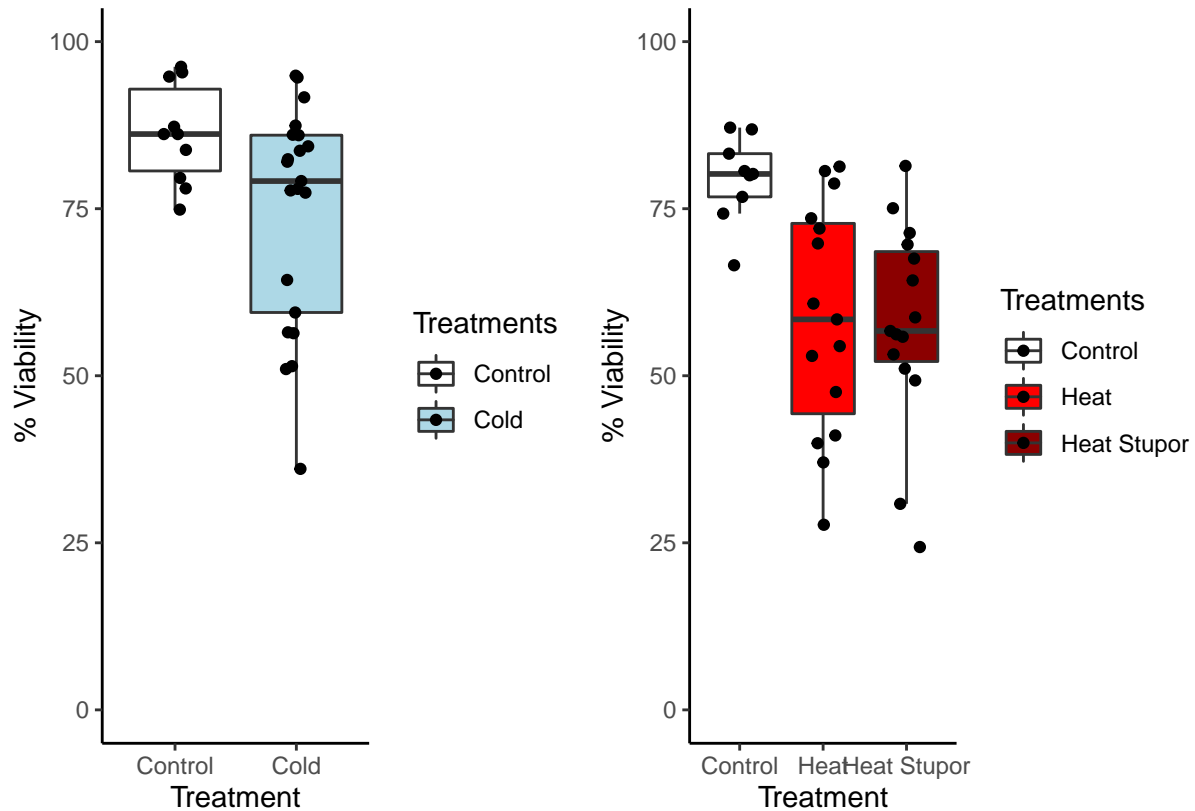 100
75
50
25
0
% Viability
Control
Cold
Treatment
Treatments
Control
Cold
100
75
50
25
0
% Viability
Control
Heat
Heat Stupor
Treatment
Treatments
Control
Heat
Heat Stupor